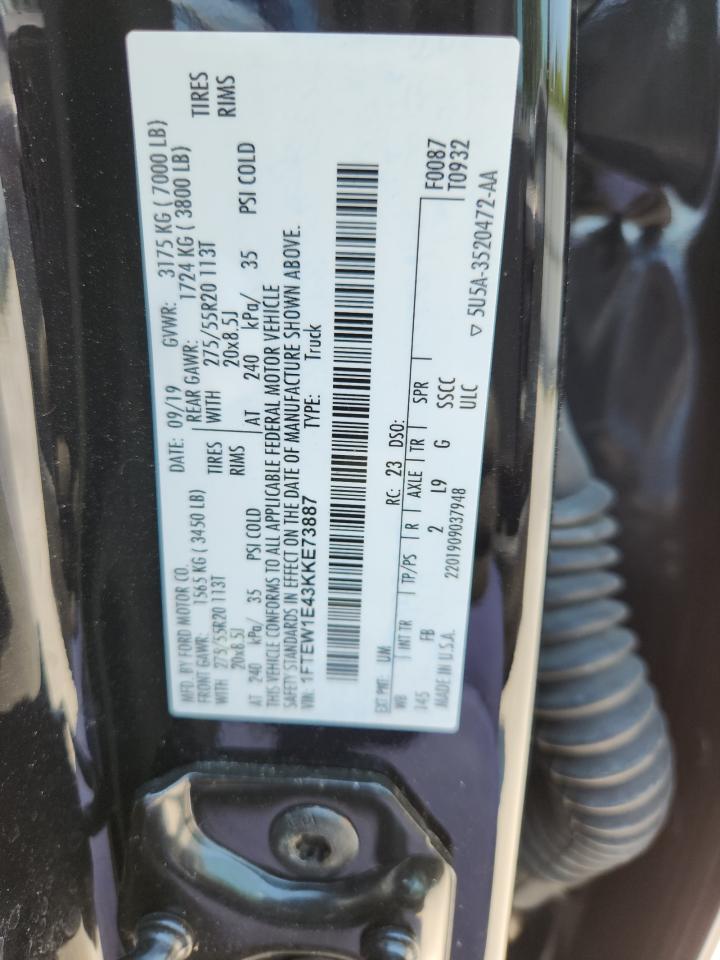 MFD. BY FORD MOTOR CO. DATE: 09/19 GVWR: 3175 KG ( 7000 LB)
FRONT GAWR: 1565 KG ( 3450 LB) REAR GAWR: 1724 KG ( 3800 LB)
WITH 275/55R20 113T TIRES WITH 275/55R20 113T TIRES
20x8.5J RIMS 20x8.5J RIMS
AT 240 kPa/ 35 PSI COLD AT 240 kPa/ 35 PSI COLD
THIS VEHICLE CONFORMS TO ALL APPLICABLE FEDERAL MOTOR VEHICLE
SAFETY STANDARDS IN EFFECT ON THE DATE OF MANUFACTURE SHOWN ABOVE.
VIN: 1FTEW1E43KKE73887 TYPE: Truck
EXT PNT: UM RC: 23 DSO: F0087
WB INT TR TP/PS R AXLE TR SPR T0932
145 FB 2 L9 G SSCC
MADE IN U.S.A. 2201909037948 ULC
▽ 5U5A-3520472-AA